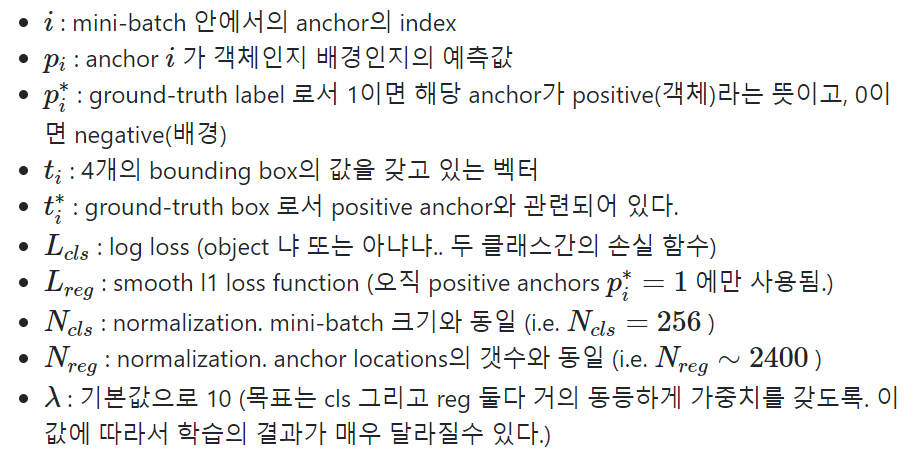 • i : mini-batch 안에서의 anchor의 index
• p_i : anchor i 가 객체인지 배경인지의 예측값
• p_i^* : ground-truth label 로서 1이면 해당 anchor가 positive(객체)라는 뜻이고, 0이
면 negative(배경)
• t_i : 4개의 bounding box의 값을 갖고 있는 벡터
• t_i^* : ground-truth box 로서 positive anchor와 관련되어 있다.
• L_{cls} : log loss (object 냐 또는 아냐냐.. 두 클래스간의 손실 함수)
• L_{reg} : smooth l1 loss function (오직 positive anchors p_i^* = 1 에만 사용됨.)
• N_{cls} : normalization. mini-batch 크기와 동일 (i.e. N_{cls} = 256 )
• N_{reg} : normalization. anchor locations의 갯수와 동일 (i.e. N_{reg} ∼ 2400 )
• λ : 기본값으로 10 (목표는 cls 그리고 reg 둘다 거의 동등하게 가중치를 갖도록. 이
값에 따라서 학습의 결과가 매우 달라질수 있다.)